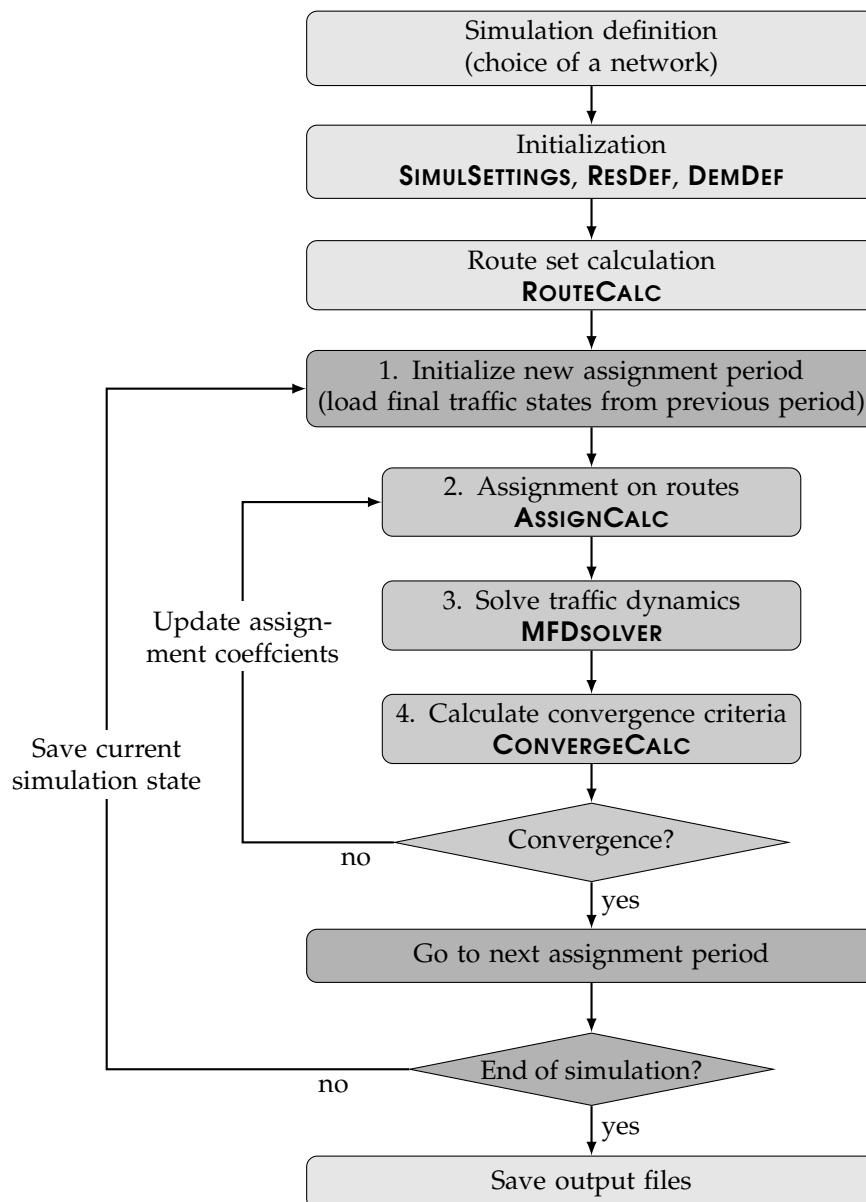 Simulation definition
(choice of a network)
Initialization
SIMULSETTINGS, RESDEF, DEMDEF
Route set calculation
ROUTECALC
1. Initialize new assignment period
(load final traffic states from previous period)
2. Assignment on routes
ASSIGNCALC
3. Solve traffic dynamics
MFDSOLVER
Update assign-
ment coeffcients
4. Calculate convergence criteria
CONVERGECALC
Save current
simulation state
Convergence?
no
yes
Go to next assignment period
End of simulation?
no
yes
Save output files